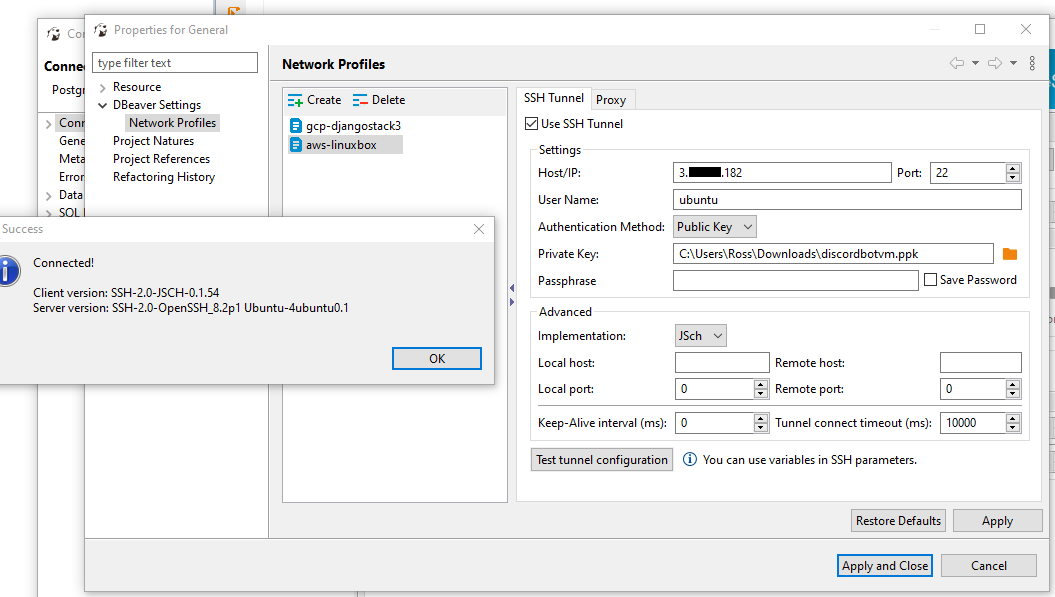 Properties for General
Conne
Postgr
Gene
Meta
Error
Data
SQL
type filter text
Resource
DBeaver Settings
Network Profiles
Project Natures
Project References
Refactoring History
Network Profiles
Create Delete
gcp-djangostack3
aws-linuxbox
SSH Tunnel Proxy
Use SSH Tunnel
Settings
Host/IP: 3. .182 Port: 22
User Name: ubuntu
Authentication Method: Public Key
Private Key: C:\Users\Ross\Downloads\discordbotvm.ppk
Passphrase Save Password
Advanced
Implementation: JSch
Local host: Remote host:
Local port: 0 Remote port: 0
Keep-Alive interval (ms): 0 Tunnel connect timeout (ms): 10000
Test tunnel configuration You can use variables in SSH parameters.
Restore Defaults Apply
Apply and Close Cancel
Success
Connected!
Client version: SSH-2.0-JSCH-0.1.54
Server version: SSH-2.0-OpenSSH_8.2p1 Ubuntu-4ubuntu0.1
OK